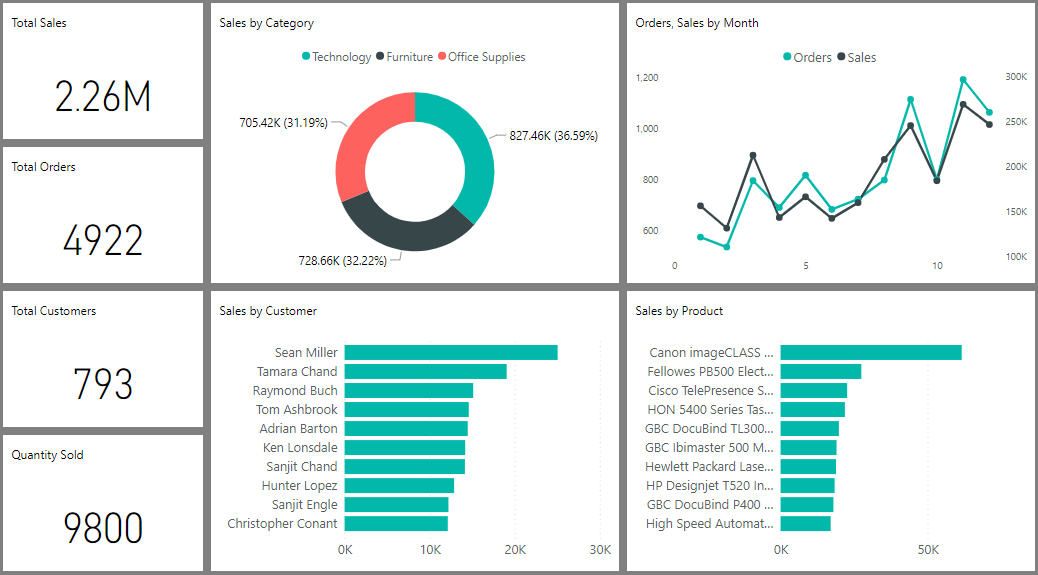 Total Sales
2.26M
Total Orders
4922
Total Customers
793
Quantity Sold
9800
Sales by Category
Technology Furniture Office Supplies
705.42K (31.19%)
827.46K (36.59%)
728.66K (32.22%)
Orders, Sales by Month
Orders Sales
1,200
1,000
800
600
300K
250K
200K
150K
100K
0 5 10
Sales by Customer
Sean Miller
Tamara Chand
Raymond Buch
Tom Ashbrook
Adrian Barton
Ken Lonsdale
Sanjit Chand
Hunter Lopez
Sanjit Engle
Christopher Conant
0K 10K 20K 30K
Sales by Product
Canon imageCLASS ...
Fellowes PB500 Elect...
Cisco TelePresence S...
HON 5400 Series Tas...
GBC DocuBind TL300...
GBC Ibimaster 500 M...
Hewlett Packard Lase...
HP Designjet T520 In...
GBC DocuBind P400 ...
High Speed Automat...
0K 50K